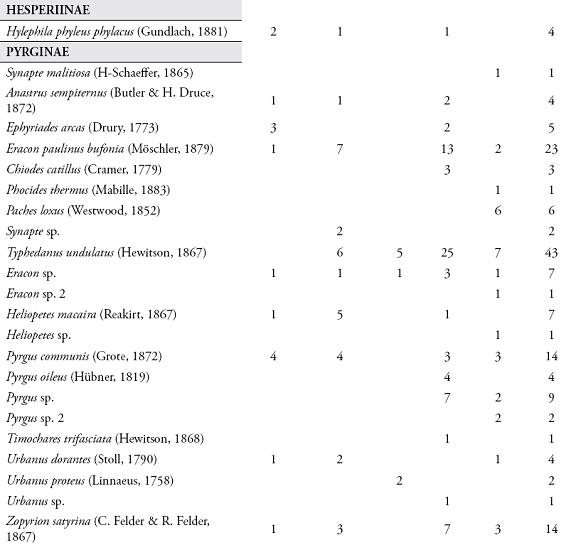 HESPERIINAE
Hylephila phyleus phylacus (Gundlach, 1881) 2 1 1 4
PYRGINAE
Synapte malitiosa (H-Schaeffer, 1865) 1 1
Anastrus sempiternus (Butler & H. Druce,
1872) 1 1 2 4
Ephyriades arcas (Drury, 1773) 3 2 5
Eracon paulinus bufonia (Möschler, 1879) 1 7 13 2 23
Chiodes catillus (Cramer, 1779) 3 3
Phocides thermus (Mabille, 1883) 1 1
Paches loxus (Westwood, 1852) 6 6
Synapte sp. 2 2
Typhedanus undulatus (Hewitson, 1867) 6 5 25 7 43
Eracon sp. 1 1 1 3 1 7
Eracon sp. 2 1 1
Heliopetes macaira (Reakirt, 1867) 1 5 1 7
Heliopetes sp. 1 1
Pyrgus communis (Grote, 1872) 4 4 3 3 14
Pyrgus oileus (Hübner, 1819) 4 4
Pyrgus sp. 7 2 9
Pyrgus sp. 2 2 2
Timochares trifasciata (Hewitson, 1868) 1 1
Urbanus dorantes (Stoll, 1790) 1 2 1 4
Urbanus proteus (Linnaeus, 1758) 2 2
Urbanus sp. 1 1
Zopyrion satyrina (C. Felder & R. Felder,
1867) 1 3 7 3 14